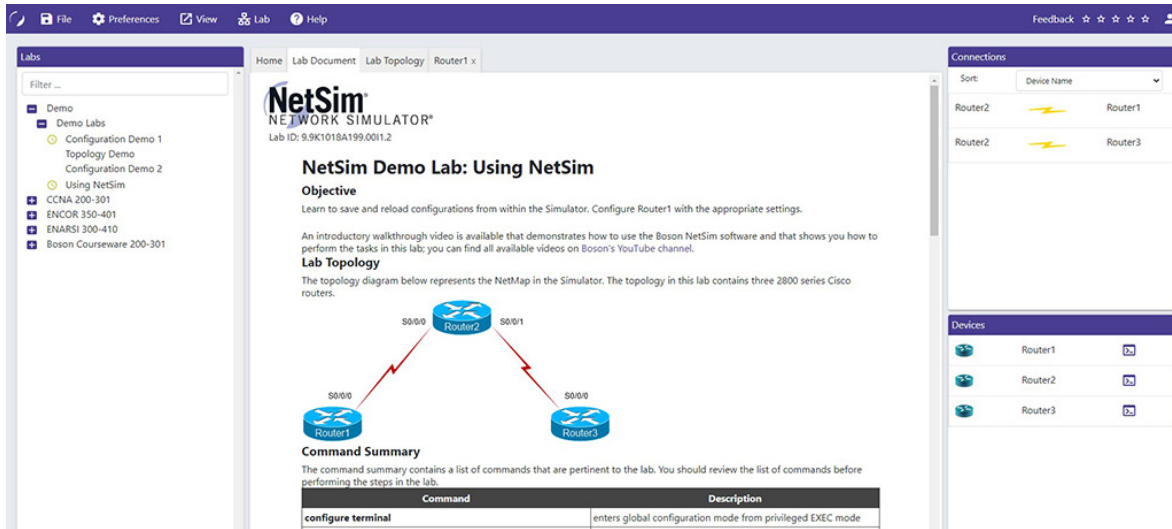 File Preferences View Lab Help Feedback
Labs
Filter ...
Demo
Demo Labs
Configuration Demo 1
Topology Demo
Configuration Demo 2
Using NetSim
CCNA 200-301
ENCOR 350-401
ENARSI 300-410
Boson Courseware 200-301
Home Lab Document Lab Topology Router1 x
NetSim®
NETWORK SIMULATOR®
Lab ID: 9.9K1018A199.00I1.2
NetSim Demo Lab: Using NetSim
Objective
Learn to save and reload configurations from within the Simulator. Configure Router1 with the appropriate settings.
An introductory walkthrough video is available that demonstrates how to use the Boson NetSim software and that shows you how to
perform the tasks in this lab; you can find all available videos on Boson's YouTube channel.
Lab Topology
The topology diagram below represents the NetMap in the Simulator. The topology in this lab contains three 2800 series Cisco
routers.
S0/0/0 Router2 S0/0/1
S0/0/0 S0/0/0
Router1 Router3
Command Summary
The command summary contains a list of commands that are pertinent to the lab. You should review the list of commands before
performing the steps in the lab.
Command Description
configure terminal enters global configuration mode from privileged EXEC mode
Connections
Sort: Device Name
Router2 Router1
Router2 Router3
Devices
Router1
Router2
Router3